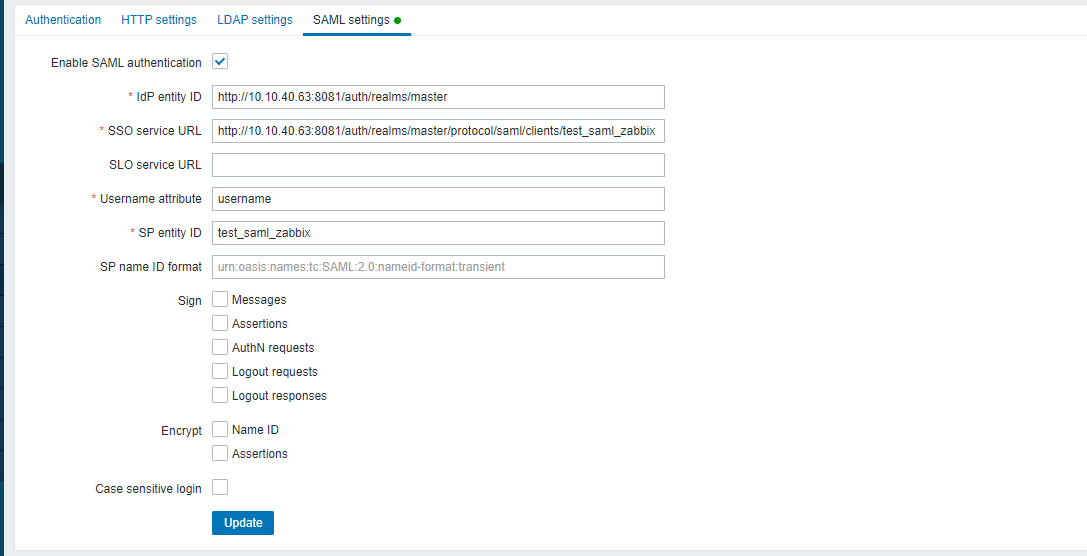 Authentication HTTP settings LDAP settings SAML settings
Enable SAML authentication
* IdP entity ID http://10.10.40.63:8081/auth/realms/master
* SSO service URL http://10.10.40.63:8081/auth/realms/master/protocol/saml/clients/test_saml_zabbix
SLO service URL
* Username attribute username
* SP entity ID test_saml_zabbix
SP name ID format urn:oasis:names:tc:SAML:2.0:nameid-format:transient
Sign Messages
Assertions
AuthN requests
Logout requests
Logout responses
Encrypt Name ID
Assertions
Case sensitive login
Update